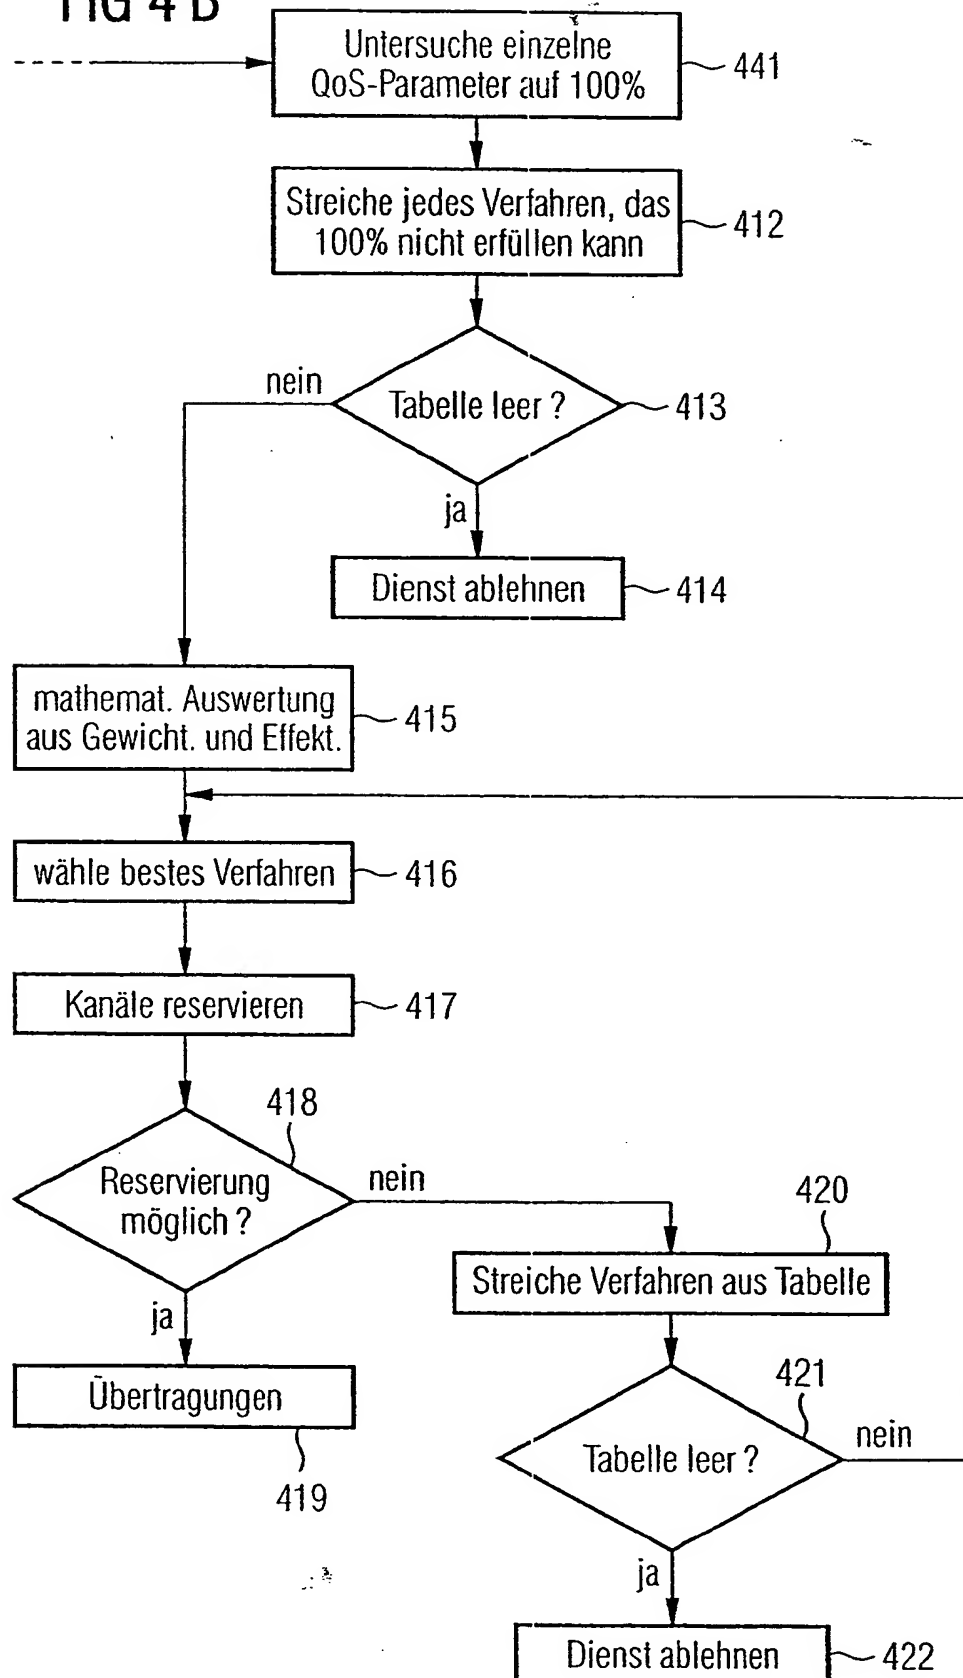 FIG 4 B
Untersuche einzelne
QoS-Parameter auf 100%
441
Streiche jedes Verfahren, das
100% nicht erfüllen kann
412
nein
Tabelle leer ?
413
ja
Dienst ablehnen
414
mathemat. Auswertung
aus Gewicht. und Effekt.
415
wähle bestes Verfahren
416
Kanäle reservieren
417
418
Reservierung
möglich ?
nein
420
Streiche Verfahren aus Tabelle
ja
Übertragungen
419
421
Tabelle leer ?
nein
ja
Dienst ablehnen
422